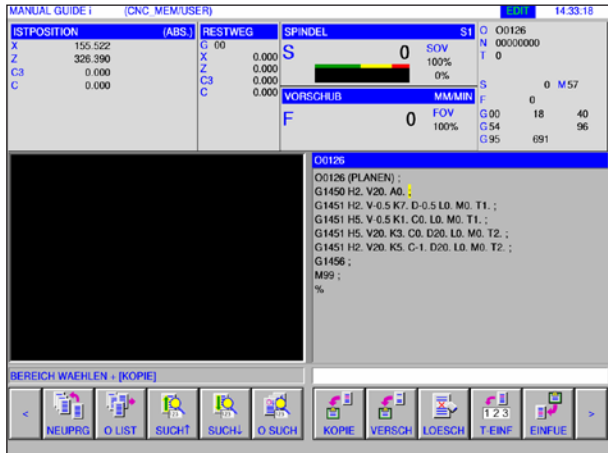 MANUAL GUIDE i (CNC_MEM/USER) EDIT 14:33:18
ISTPOSITION (ABS.)
X 155.522
Z 326.390
C3 0.000
C 0.000
RESTWEG
G 00
X 0.000
Z 0.000
C3 0.000
C 0.000
SPINDEL S1
S 0 SOV
100%
0%
VORSCHUB MM/MIN
F 0 FOV
100%
O O0126
N 00000000
T 0
S 0 M 57
F 0
G 00 18 40
G 54 96
G 95 691
O0126
O0126 (PLANEN) ;
G1450 H2. V20. A0. ;
G1451 H2. V-0.5 K7. D-0.5 L0. M0. T1. ;
G1451 H5. V-0.5 K1. C0. L0. M0. T1. ;
G1451 H5. V20. K3. C0. D20. L0. M0. T2. ;
G1451 H2. V20. K5. C-1. D20. L0. M0. T2. ;
G1456 ;
M99 ;
%
BEREICH WAEHLEN + [KOPIE]
< NEUPRG O LIST SUCH↑ SUCH↓ O SUCH KOPIE VERSCH LOESCH T-EINF EINFUE >